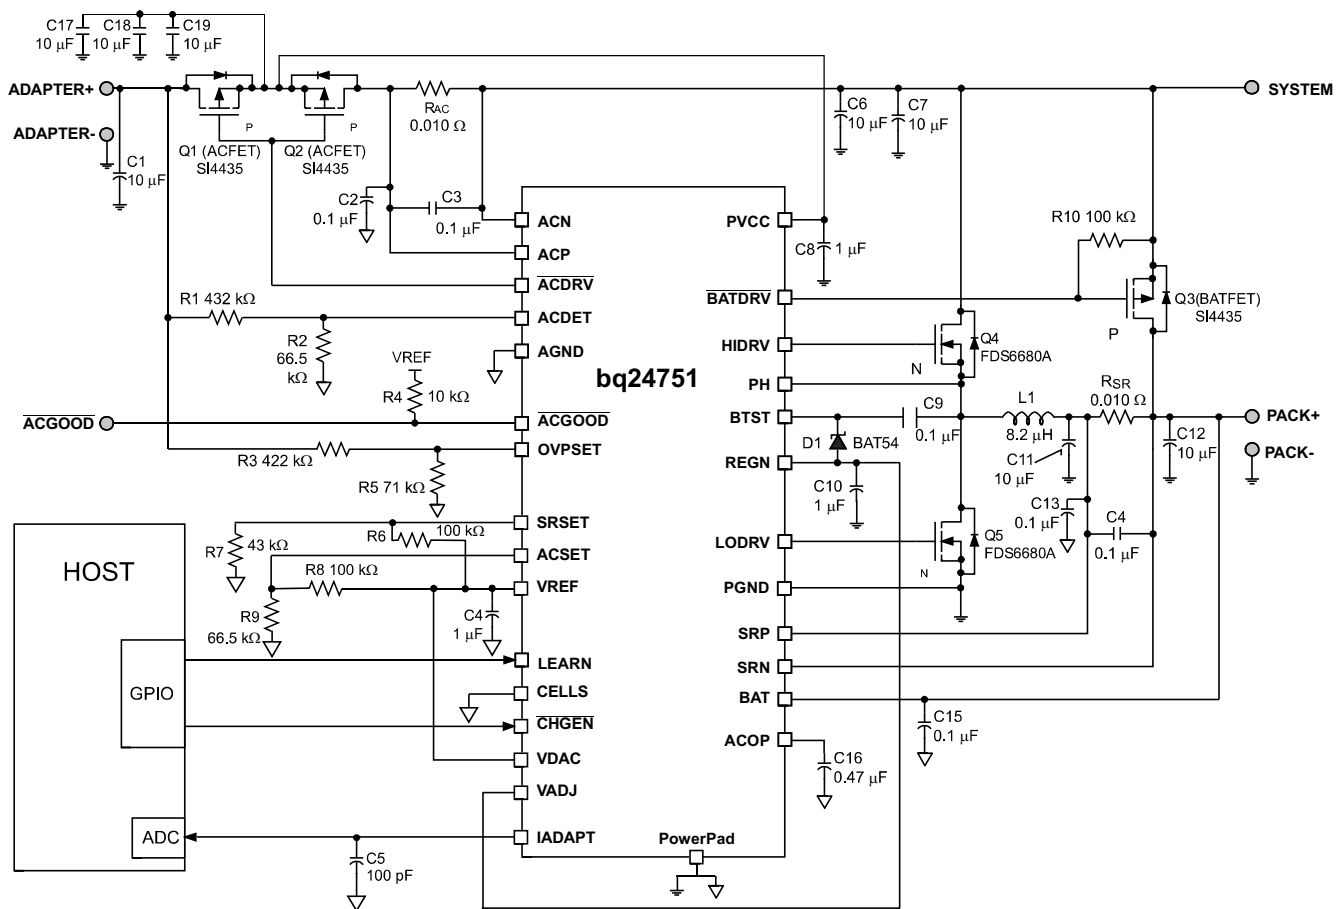 C17
10 µF
C18
10 µF
C19
10 µF
ADAPTER+
ADAPTER-
C1
10 µF
P
Q1 (ACFET)
SI4435
P
Q2 (ACFET)
SI4435
RAC
0.010 Ω
C6
10 µF
C7
10 µF
SYSTEM
C2
0.1 µF
C3
0.1 µF
ACN
ACP
ACDRV
ACDET
AGND
ACGOOD
OVPSET
SRSET
ACSET
VREF
LEARN
CELLS
CHGEN
VDAC
VADJ
IADAPT
bq24751
PVCC
BATDRV
HIDRV
PH
BTST
REGN
LODRV
PGND
SRP
SRN
BAT
ACOP
PowerPad
R1 432 kΩ
R2
66.5
kΩ
VREF
R4
10 kΩ
ACGOOD
R3 422 kΩ
R5 71 kΩ
R6
100 kΩ
R7
43 kΩ
R8 100 kΩ
R9
66.5 kΩ
C4
1 µF
HOST
GPIO
ADC
C5
100 pF
C8
1 µF
R10 100 kΩ
Q3(BATFET)
SI4435
P
Q4
FDS6680A
N
C9
0.1 µF
D1
BAT54
C10
1 µF
L1
8.2 µH
RSR
0.010 Ω
C11
10 µF
C12
10 µF
PACK+
PACK-
C13
0.1 µF
C4
0.1 µF
Q5
FDS6680A
N
C15
0.1 µF
C16
0.47 µF